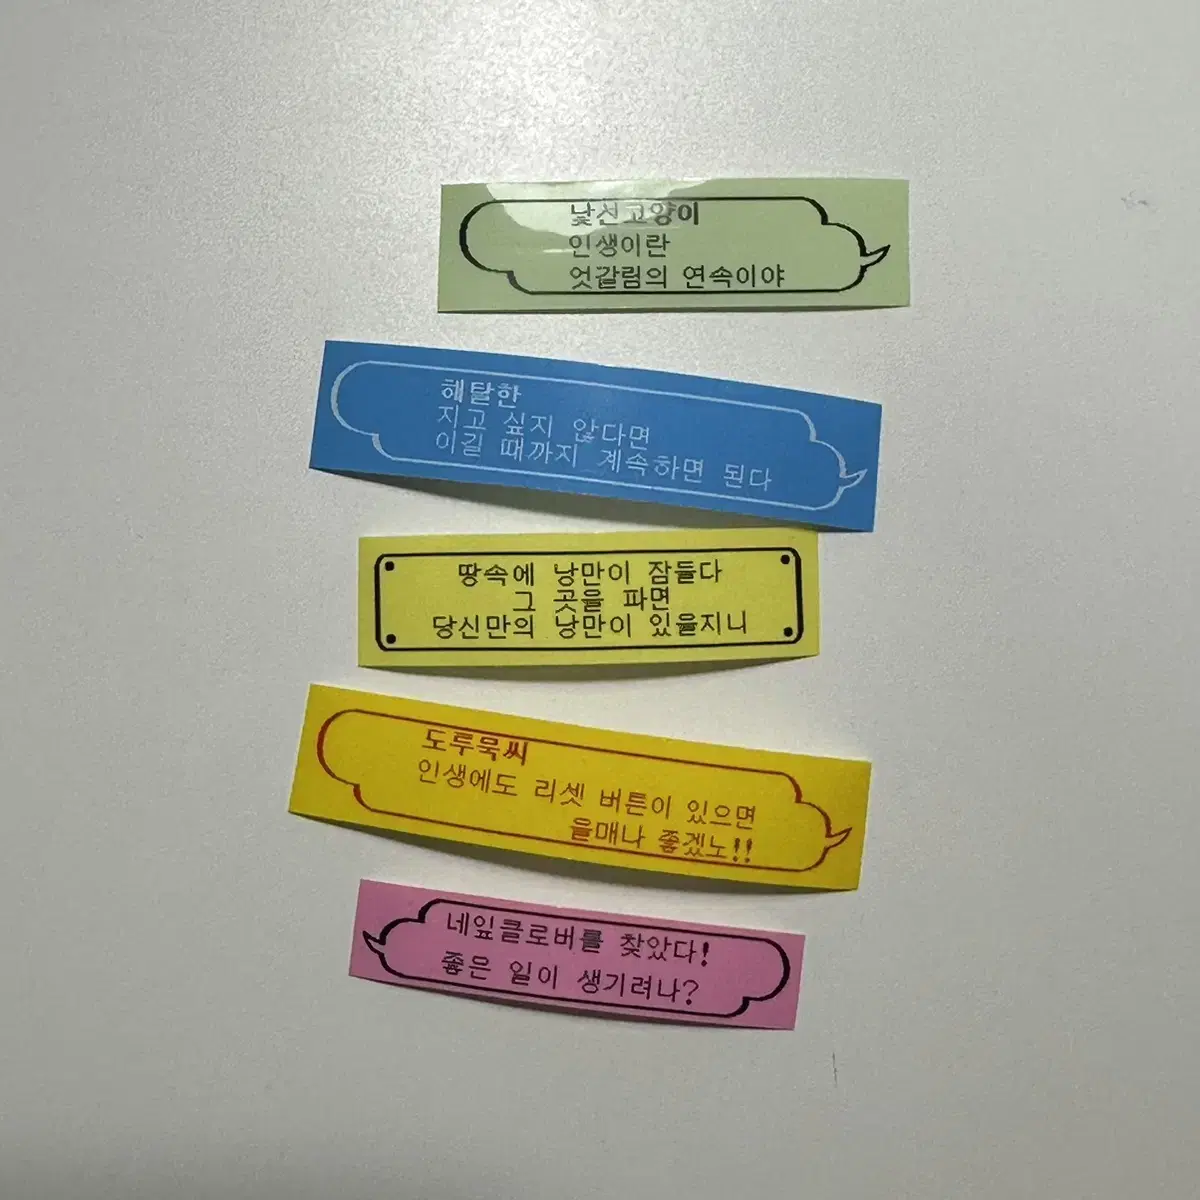 낯선고양이
인생이란
엇갈림의 연속이야
해탈한
지고 싶지 않다면
이길 때까지 계속하면 된다
땅속에 낭만이 잠들다
그 곳을 파면
당신만의 낭만이 있을지니
도루묵씨
인생에도 리셋 버튼이 있으면
을매나 좋겠노!!
네잎클로버를 찾았다!
좋은 일이 생기려나?